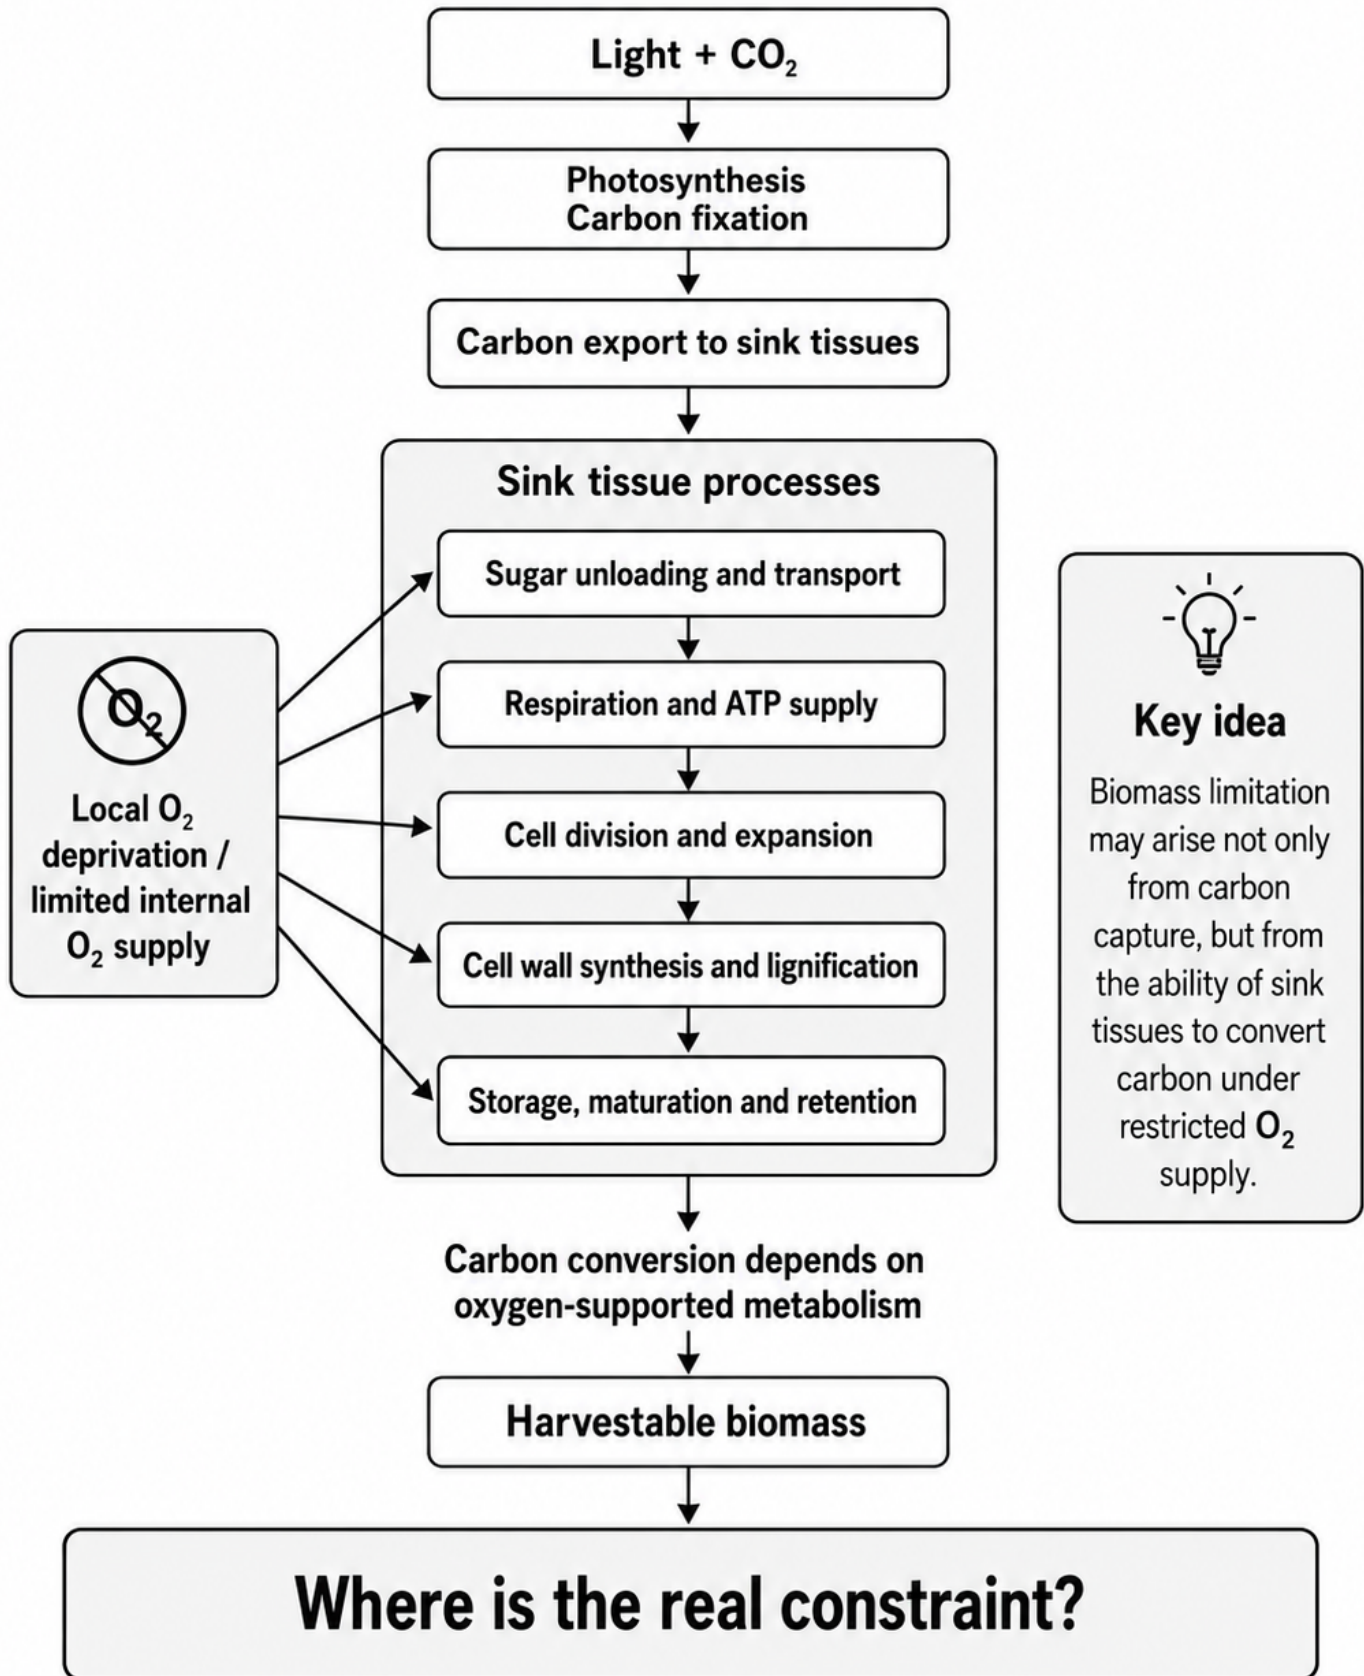 Light + CO₂
Photosynthesis
Carbon fixation
Carbon export to sink tissues
Sink tissue processes
Sugar unloading and transport
Respiration and ATP supply
Cell division and expansion
Cell wall synthesis and lignification
Storage, maturation and retention
O₂
Local O₂
deprivation /
limited internal
O₂ supply
Key idea
Biomass limitation
may arise not only
from carbon
capture, but from
the ability of sink
tissues to convert
carbon under
restricted O₂
supply.
Carbon conversion depends on
oxygen-supported metabolism
Harvestable biomass
Where is the real constraint?